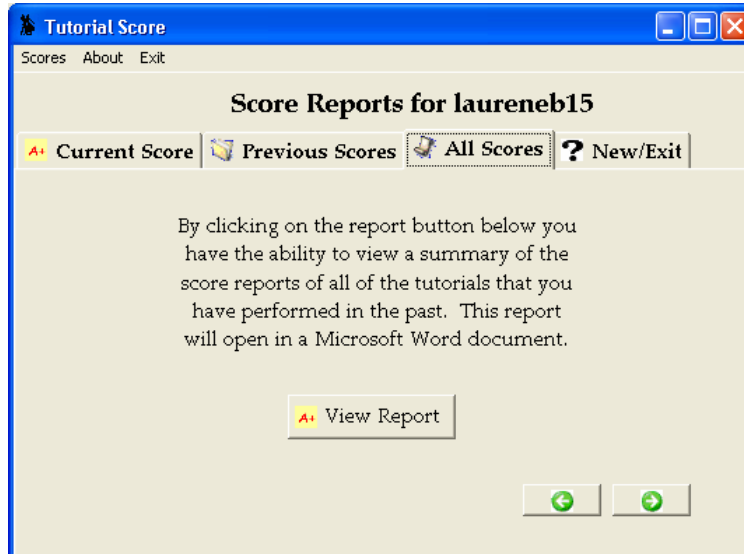 Tutorial Score
Scores About Exit
Score Reports for laureneb15
A+ Current Score Previous Scores All Scores ? New/Exit
By clicking on the report button below you
have the ability to view a summary of the
score reports of all of the tutorials that you
have performed in the past. This report
will open in a Microsoft Word document.
A+ View Report